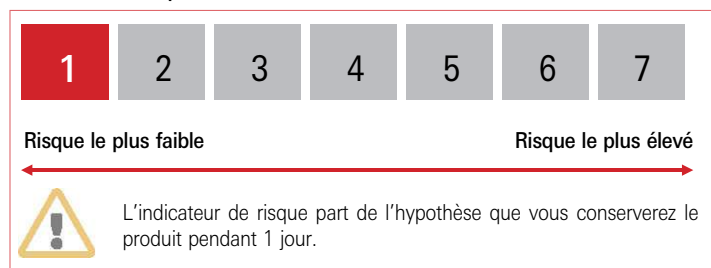 1 2 3 4 5 6 7
Risque le plus faible Risque le plus élevé
L'indicateur de risque part de l'hypothèse que vous conserverez le
produit pendant 1 jour.